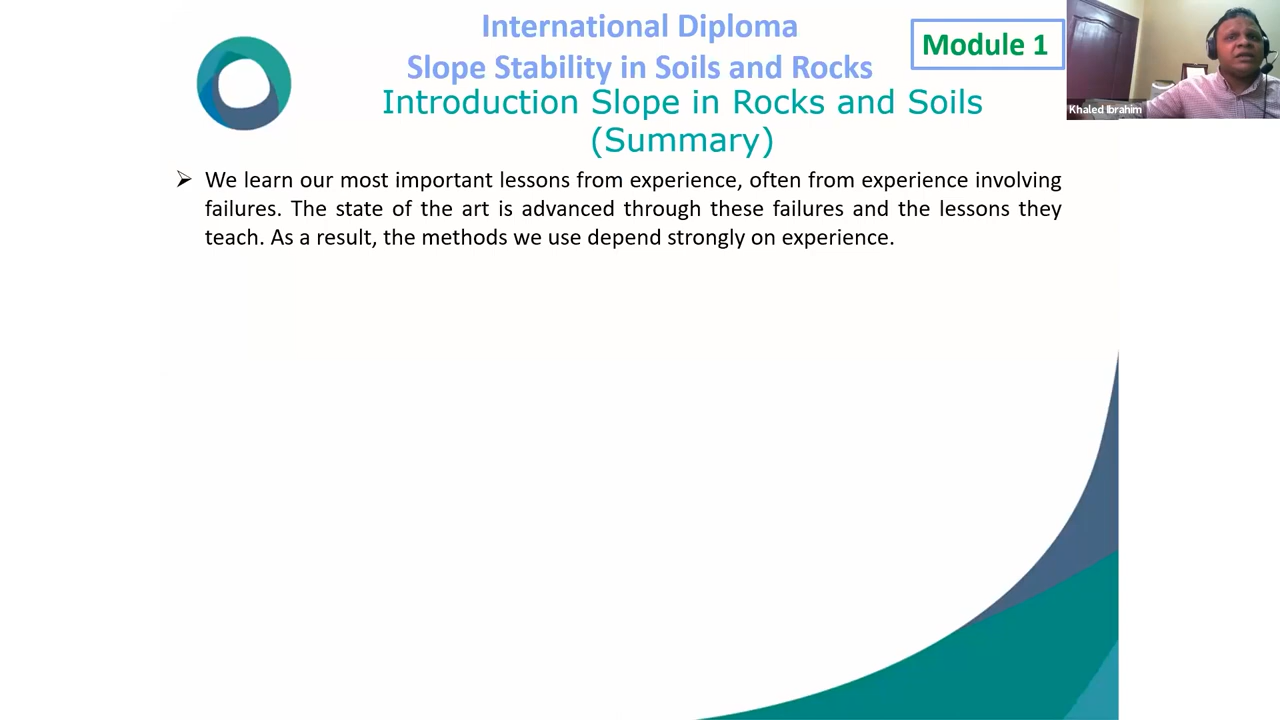 International Diploma
Slope Stability in Soils and Rocks
Module 1
Introduction Slope in Rocks and Soils
(Summary)
Khaled Ibrahim
➢ We learn our most important lessons from experience, often from experience involving
failures. The state of the art is advanced through these failures and the lessons they
teach. As a result, the methods we use depend strongly on experience.